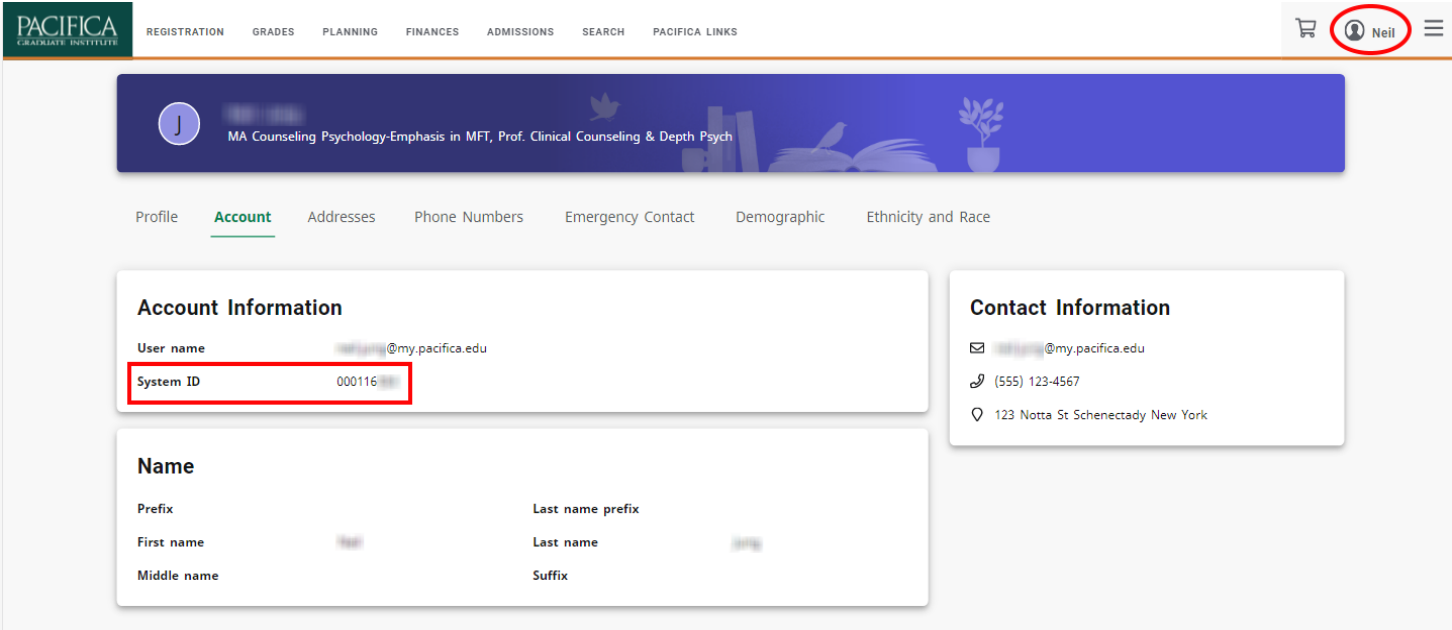 PACIFICA
GRADUATE INSTITUTE
REGISTRATION GRADES PLANNING FINANCES ADMISSIONS SEARCH PACIFICA LINKS Neil
J
MA Counseling Psychology-Emphasis in MFT, Prof. Clinical Counseling & Depth Psych
Profile Account Addresses Phone Numbers Emergency Contact Demographic Ethnicity and Race
Account Information
User name @my.pacifica.edu
System ID 000116
Contact Information
@my.pacifica.edu
(555) 123-4567
123 Notta St Schenectady New York
Name
Prefix Last name prefix
First name Last name
Middle name Suffix